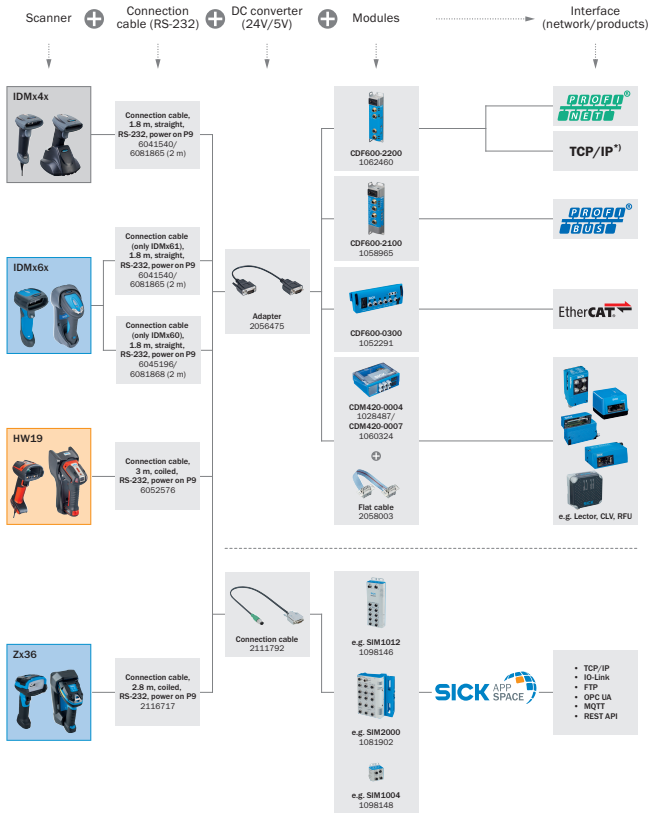 Scanner
Connection
cable (RS-232)
DC converter
(24V/5V)
Modules
Interface
(network/products)
IDMx4x
Connection cable,
1.8 m, straight,
RS-232, power on P9
6041540/
6081865 (2 m)
CDF600-2200
1062460
PROFI
NET
®
TCP/IP*)
IDMx6x
Connection cable
(only IDMx61),
1.8 m, straight,
RS-232, power on P9
6041540/
6081865 (2 m)
Connection cable
(only IDMx60),
1.8 m, straight,
RS-232, power on P9
6045196/
6081868 (2 m)
Adapter
2056475
CDF600-2100
1058965
PROFI
BUS
®
CDF600-0300
1052291
EtherCAT.
CDM420-0004
1028487/
CDM420-0007
1060324
Flat cable
2058003
e.g. Lector, CLV, RFU
HW19
Connection cable,
3 m, coiled,
RS-232, power on P9
6052576
Zx36
Connection cable,
2.8 m, coiled,
RS-232, power on P9
2116717
Connection cable
2111792
e.g. SIM1012
1098146
e.g. SIM2000
1081902
e.g. SIM1004
1098148
SICK APP
SPACE
• TCP/IP
• IO-Link
• FTP
• OPC UA
• MQTT
• REST API